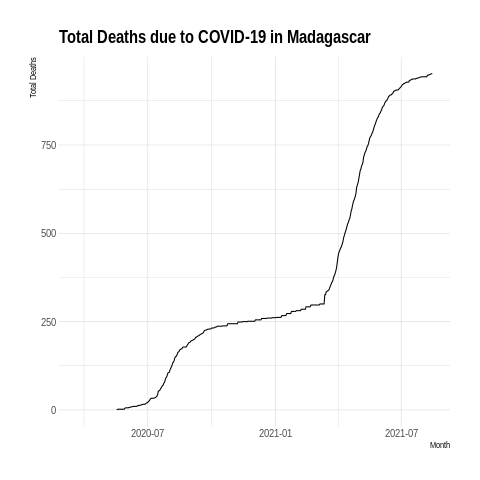 Total Deaths due to COVID-19 in Madagascar
Total Deaths
750
500
250
0
2020-07
2021-01
2021-07
Month